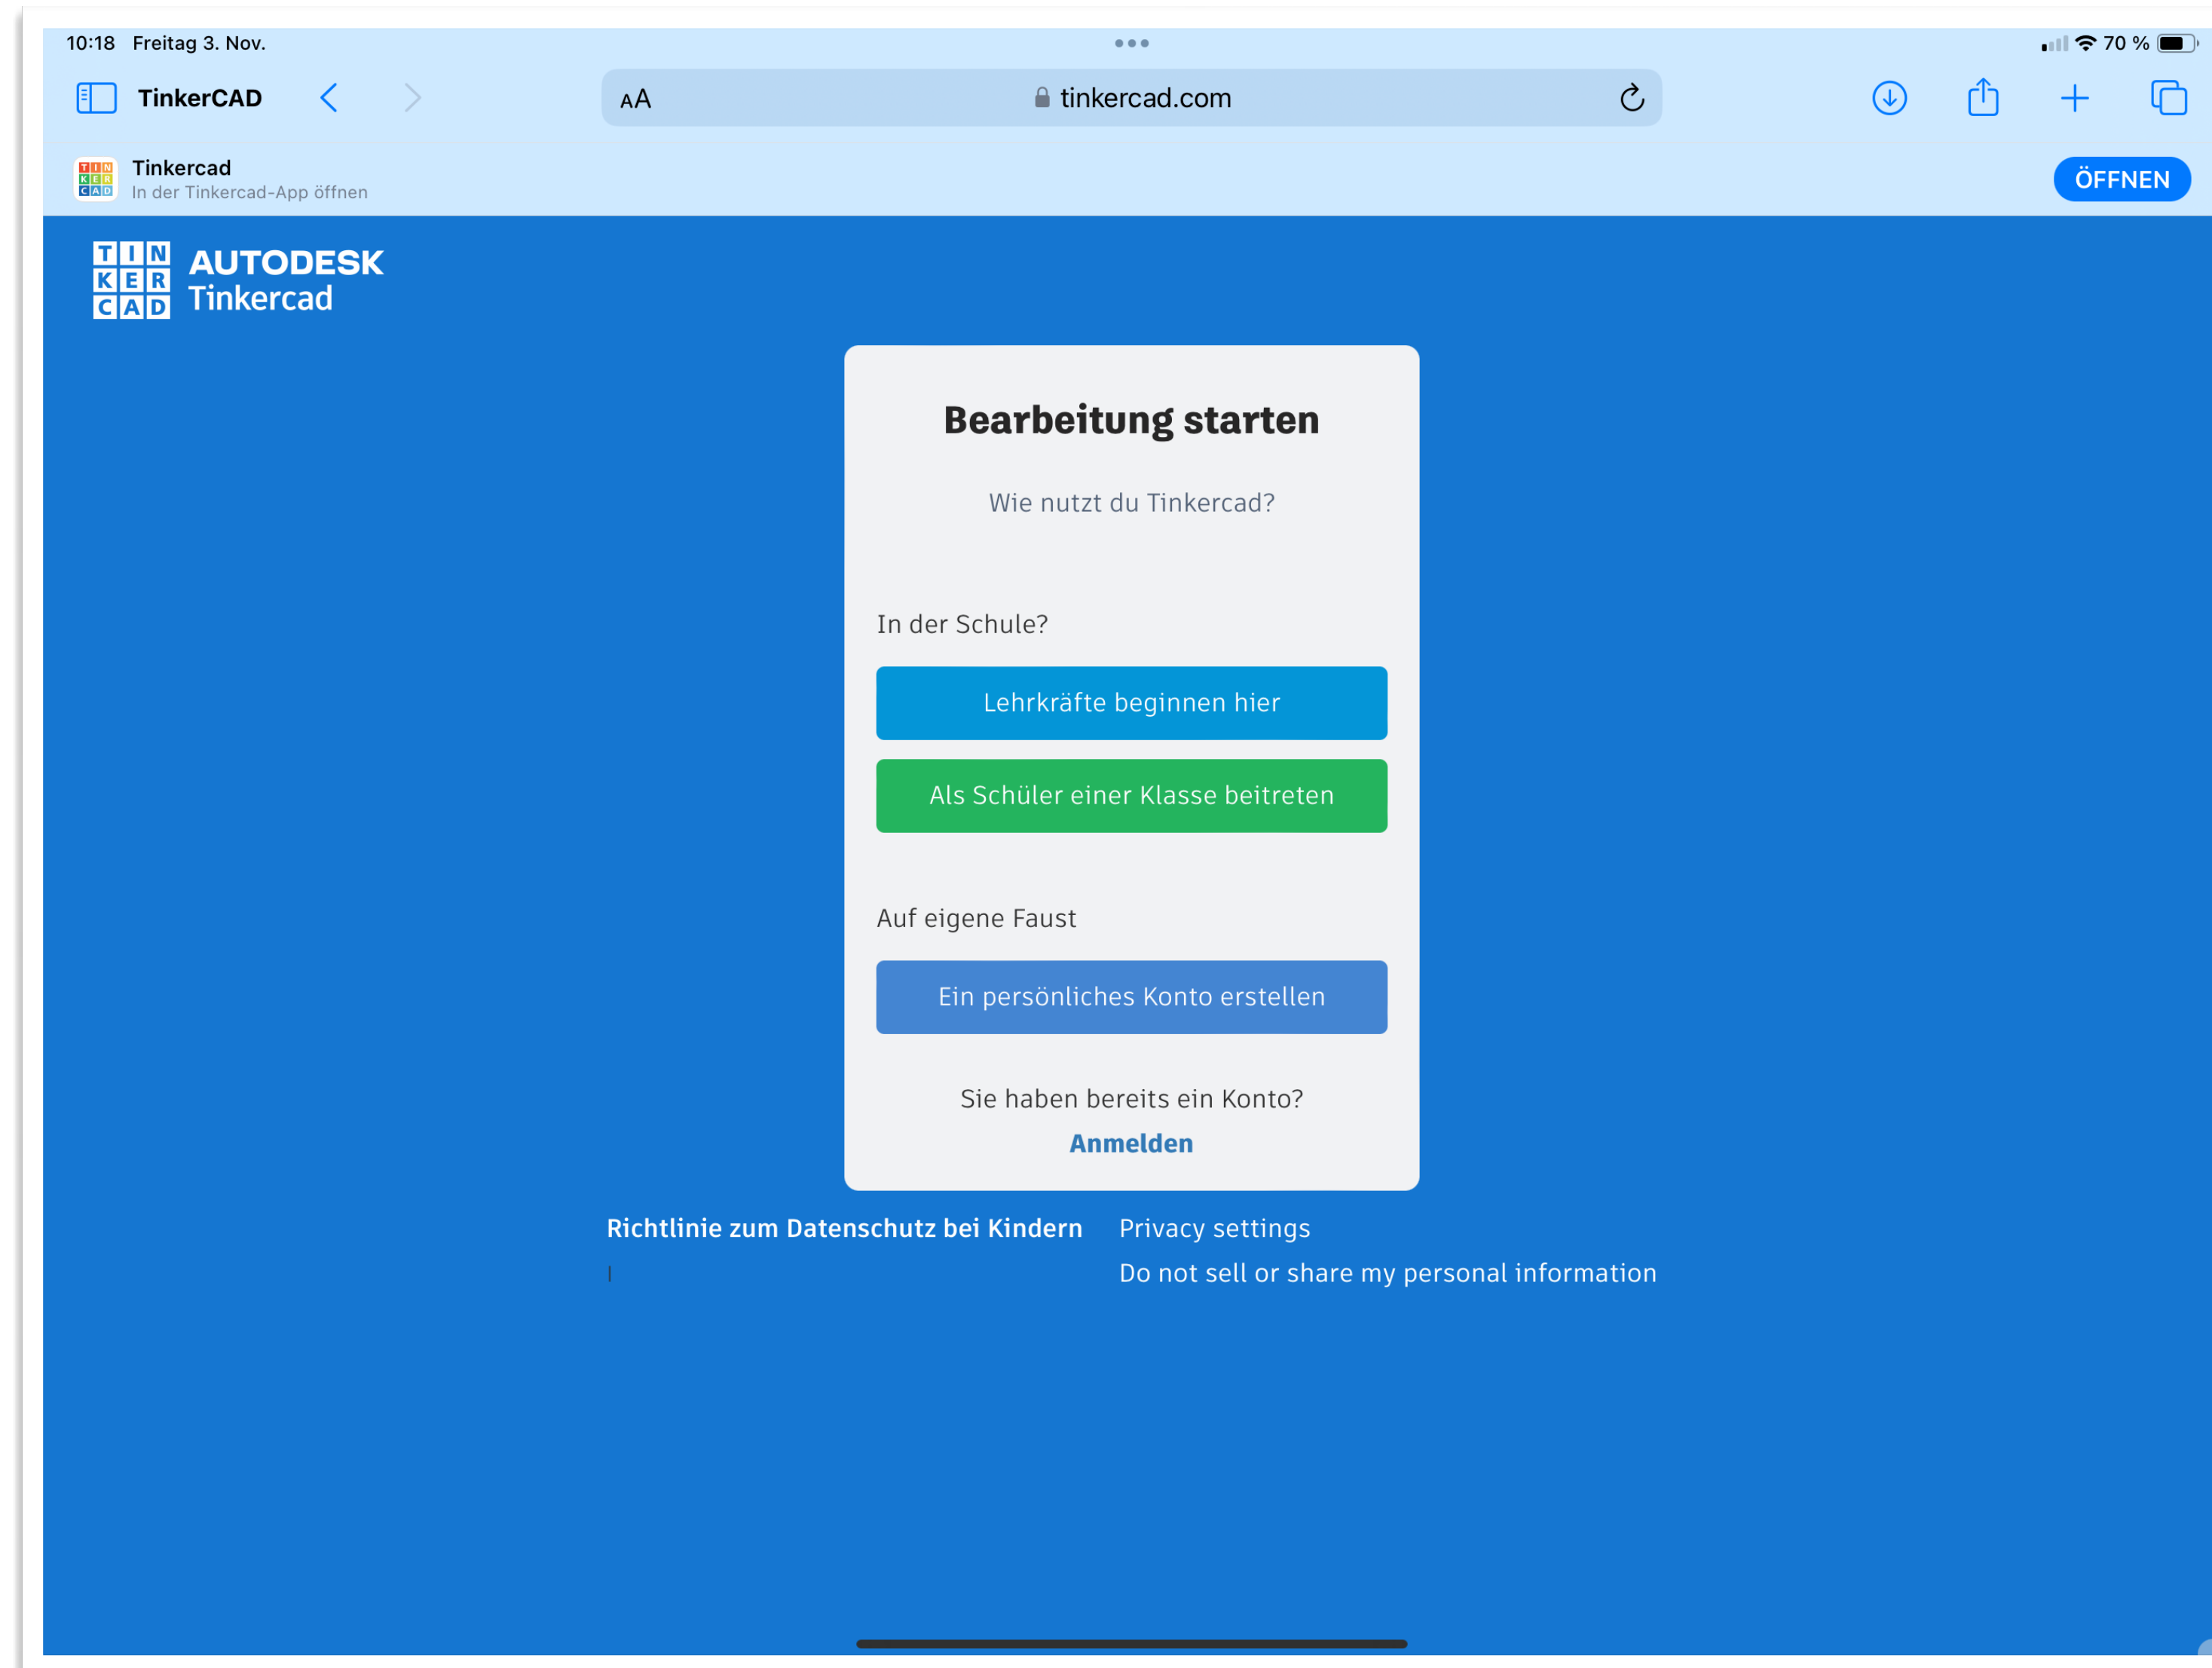 10:18 Freitag 3. Nov.
70 %
TinkerCAD
AA
tinkercad.com
TIN
KER
CAD
Tinkercad
In der Tinkercad-App öffnen
ÖFFNEN
TIN
KER
CAD
AUTODESK
Tinkercad
Bearbeitung starten
Wie nutzt du Tinkercad?
In der Schule?
Lehrkräfte beginnen hier
Als Schüler einer Klasse beitreten
Auf eigene Faust
Ein persönliches Konto erstellen
Sie haben bereits ein Konto?
Anmelden
Richtlinie zum Datenschutz bei Kindern
|
Privacy settings
Do not sell or share my personal information